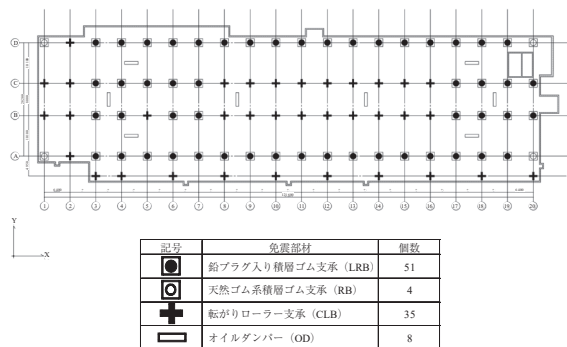 D
C
B
A
1 2 3 4 5 6 7 8 9 10 11 12 13 14 15 16 17 18 19 20
Y
X
記号 免震部材 個数
鉛プラグ入り積層ゴム支承（LRB） 51
天然ゴム系積層ゴム支承（RB） 4
転がりローラー支承（CLB） 35
オイルダンパー（OD） 8